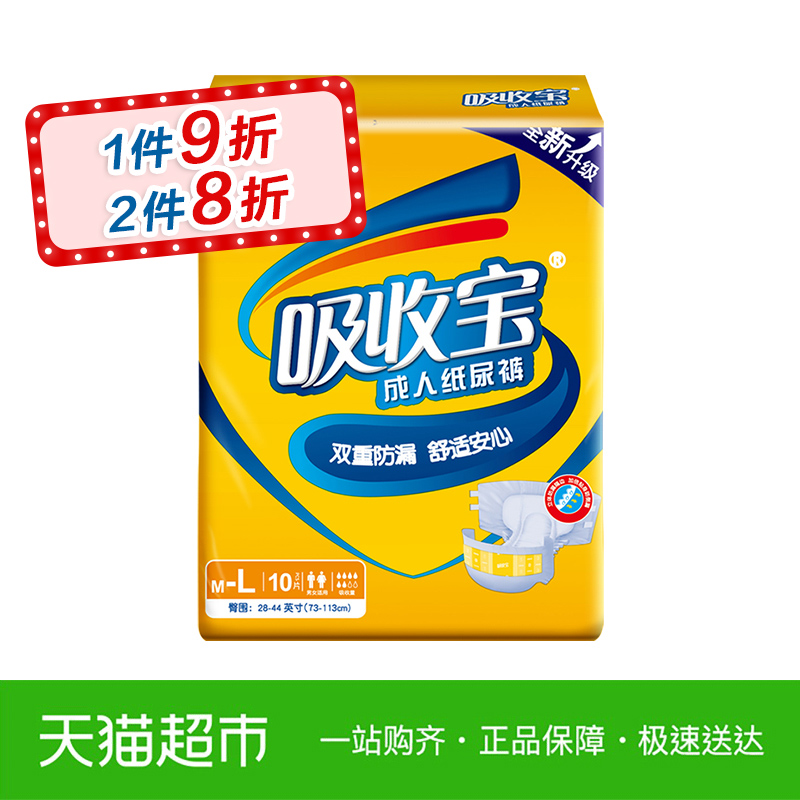 吸收宝
成人纸尿裤
全新升级
1件9折
2件8折
吸收宝®
成人纸尿裤
双重防漏 舒适安心
M-L 10片
男女适用
吸收量
臀围：28-44 英寸(73-113cm)
天猫超市 一站购齐·正品保障·极速送达